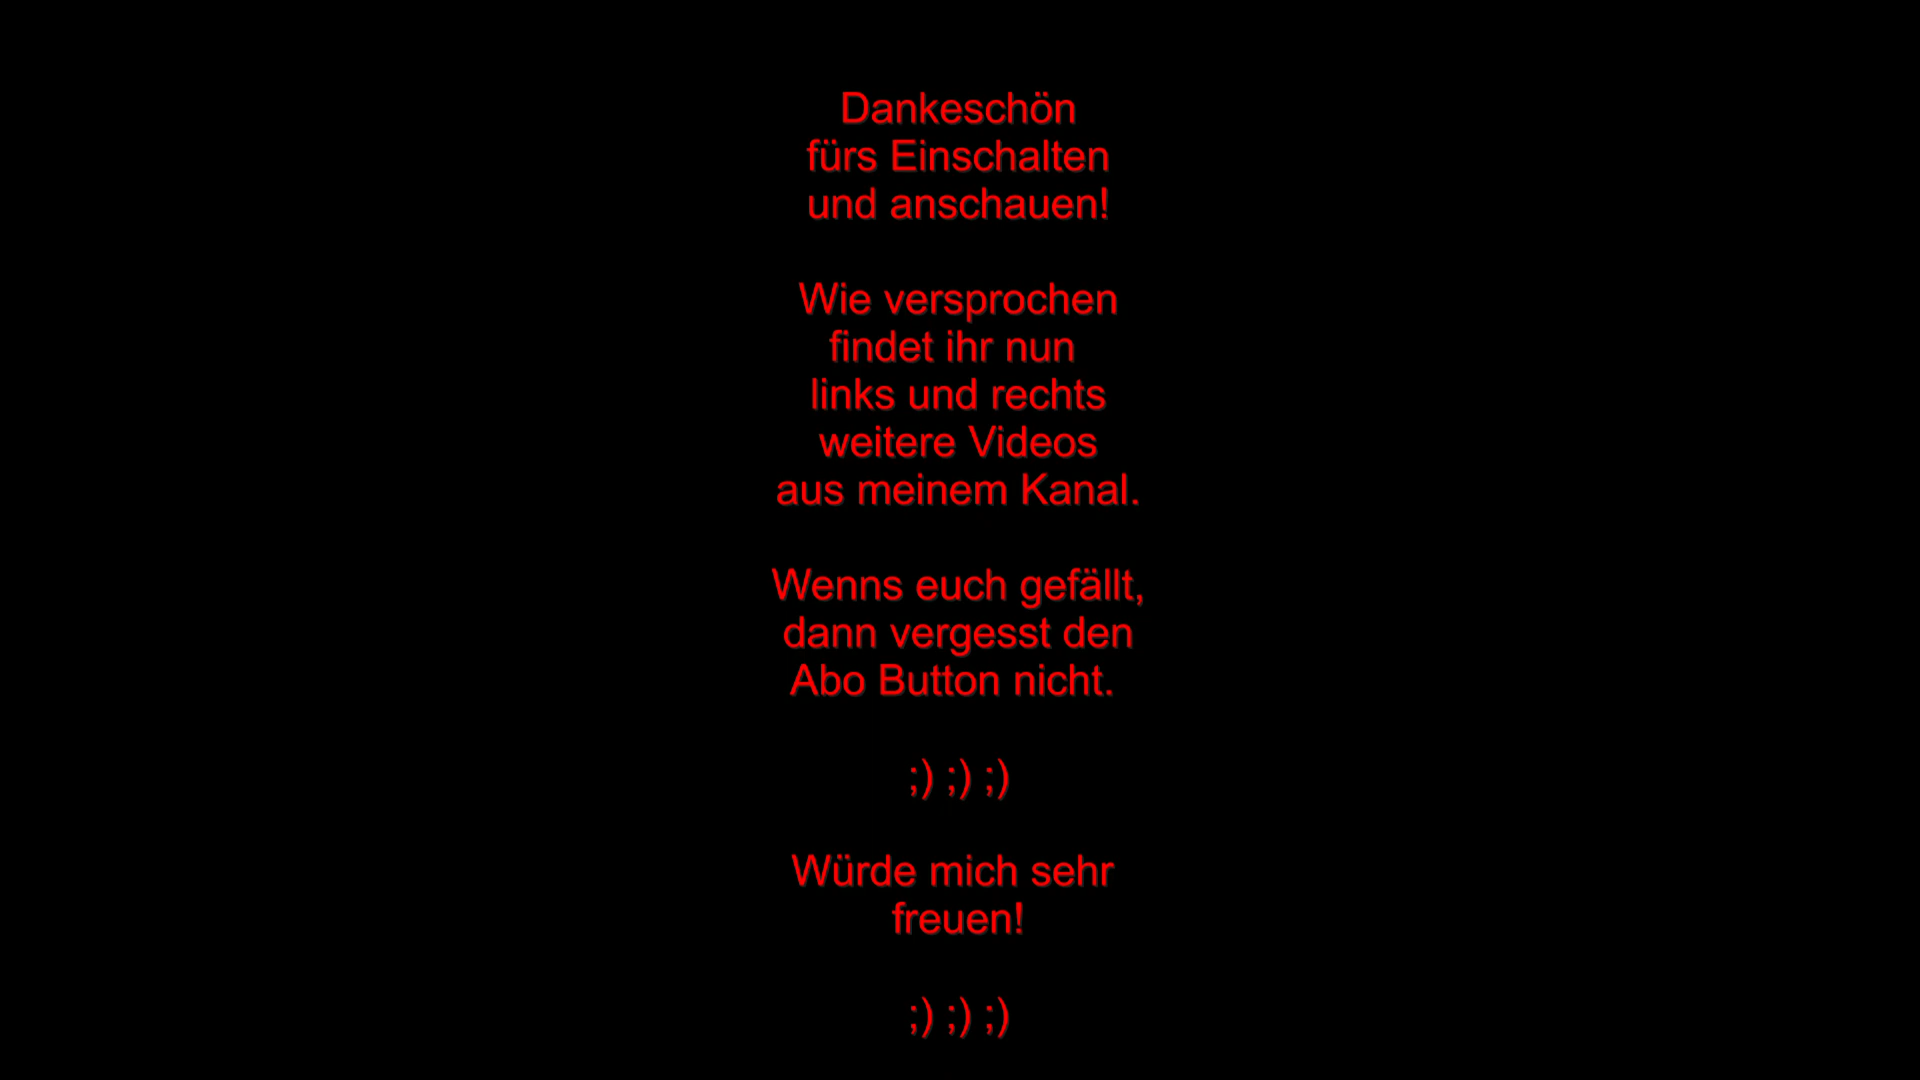 Dankeschön
fürs Einschalten
und anschauen!
Wie versprochen
findet ihr nun
links und rechts
weitere Videos
aus meinem Kanal.
Wenns euch gefällt,
dann vergesst den
Abo Button nicht.
;) ;) ;)
Würde mich sehr
freuen!
;) ;) ;)